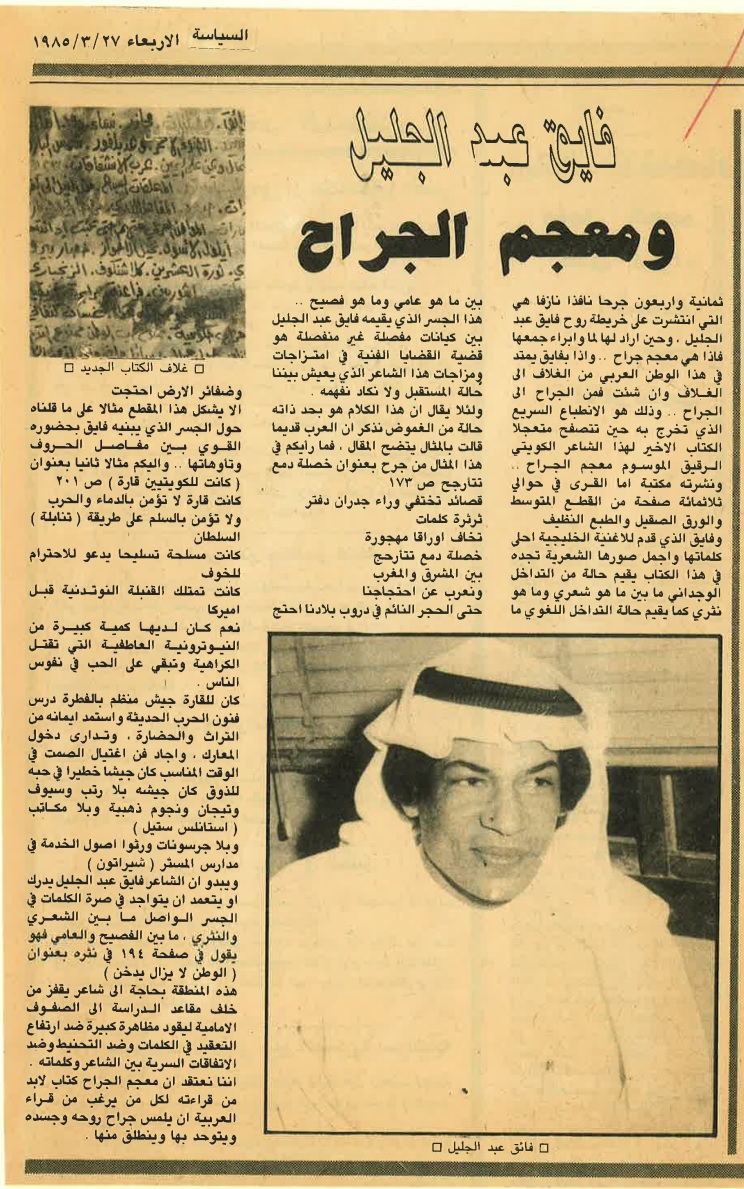 السياسة الاربعاء ١٩٨٥/٣/٢٧
فايق عبد الجليل
ومعجم الجراح
ثمانية واربعون جرحا نافذا نازفا هي
التي انتشرت على خريطة روح فايق عبد
الجليل ، وحين اراد لها لما وابراء جمعها
فاذا هي معجم جراح .. واذا بفايق يمتد
في هذا الوطن العربي من الغلاف الى
الغلاف وان شئت فمن الجراح الى
الجراح .. وذلك هو الانطباع السريع
الذي تخرج به حين تتصفح متعجلا
الكتاب الاخير لهذا الشاعر الكويتي
الرقيق الموسوم معجم الجراح ..
ونشرته مكتبة اما القرى في حوالي
ثلاثمائة صفحة من القطع المتوسط
والورق الصقيل والطبع النظيف
وفايق الذي قدم للاغنية الخليجية احلى
كلماتها واجمل صورها الشعرية تجده
في هذا الكتاب يقيم حالة من التداخل
الوجداني ما بين ما هو شعري وما هو
نثري كما يقيم حالة التداخل اللغوي ما
بين ما هو عامي وما هو فصيح ..
هذا الجسر الذي يقيمه فايق عبد الجليل
بين كيانات مفصلة غير منفصلة هو
قضية القضايا الفنية في امتزاجات
ومزاجات هذا الشاعر الذي يعيش بيننا
حالة المستقبل ولا نكاد نفهمه .
ولئلا يقال ان هذا الكلام هو بحد ذاته
حالة من الغموض نذكر ان العرب قديما
قالت بالمثال يتضح المقال ، فما رايكم في
هذا المثال من جرح بعنوان خصلة دمع
تتارجح ص ١٧٣
قصائد تختفي وراء جدران دفتر
ثرثرة كلمات
تخاف اوراقا مهجورة
خصلة دمع تتأرجح
بين المشرق والمغرب
ونعرب عن احتجاجنا
حتى الحجر النائم في دروب بلادنا احتج
□ غلاف الكتاب الجديد □
وضفائر الارض احتجت
الا يشكل هذا المقطع مثالا على ما قلناه
حول الجسر الذي يبنيه فايق بحضوره
القوي بين مفاصل الحروف
وتاوهاتها .. واليكم مثالا ثانيا بعنوان
( كانت للكويتيين قارة ) ص ٢٠١
كانت قارة لا تؤمن بالدماء والحرب
ولا تؤمن بالسلم على طريقة ( تنابلة )
السلطان
كانت مسلحة تسليحا يدعو للاحترام
للخوف
كانت تمتلك القنبلة النوتدنية قبل
اميركا
نعم كان لديها كمية كبيرة من
النيوترونية العاطفية التي تقتل
الكراهية وتبقي على الحب في نفوس
الناس .
كان للقارة جيش منظم بالفطرة درس
فنون الحرب الحديثة واستمد ايمانه من
التراث والحضارة ، وتدارى دخول
المعارك ، واجاد فن اغتيال الصمت في
الوقت المناسب كان جيشا خطيرا في حبه
للذوق كان جيشه بلا رتب وسيوف
وتيجان ونجوم ذهبية وبلا مكاتب
( استانلس ستيل )
وبلا جرسونات ورثوا اصول الخدمة في
مدارس المستر ( شيراتون )
ويبدو ان الشاعر فايق عبد الجليل يدرك
او يتعمد ان يتواجد في صرة الكلمات في
الجسر الواصل ما بين الشعري
والنثري ، ما بين الفصيح والعامي فهو
يقول في صفحة ١٩٤ في نثره بعنوان
( الوطن لا يزال يدخن )
هذه المنطقة بحاجة الى شاعر يقفز من
خلف مقاعد الدراسة الى الصفوف
الامامية ليقود مظاهرة كبيرة ضد ارتفاع
التعقيد في الكلمات وضد التحنيط وضد
الاتفاقات السرية بين الشاعر وكلماته .
اننا نعتقد ان معجم الجراح كتاب لابد
من قراءته لكل من يرغب من قراء
العربية ان يلمس جراح روحه وجسده
ويتوحد بها وينطلق منها .
□ فائق عبد الجليل □